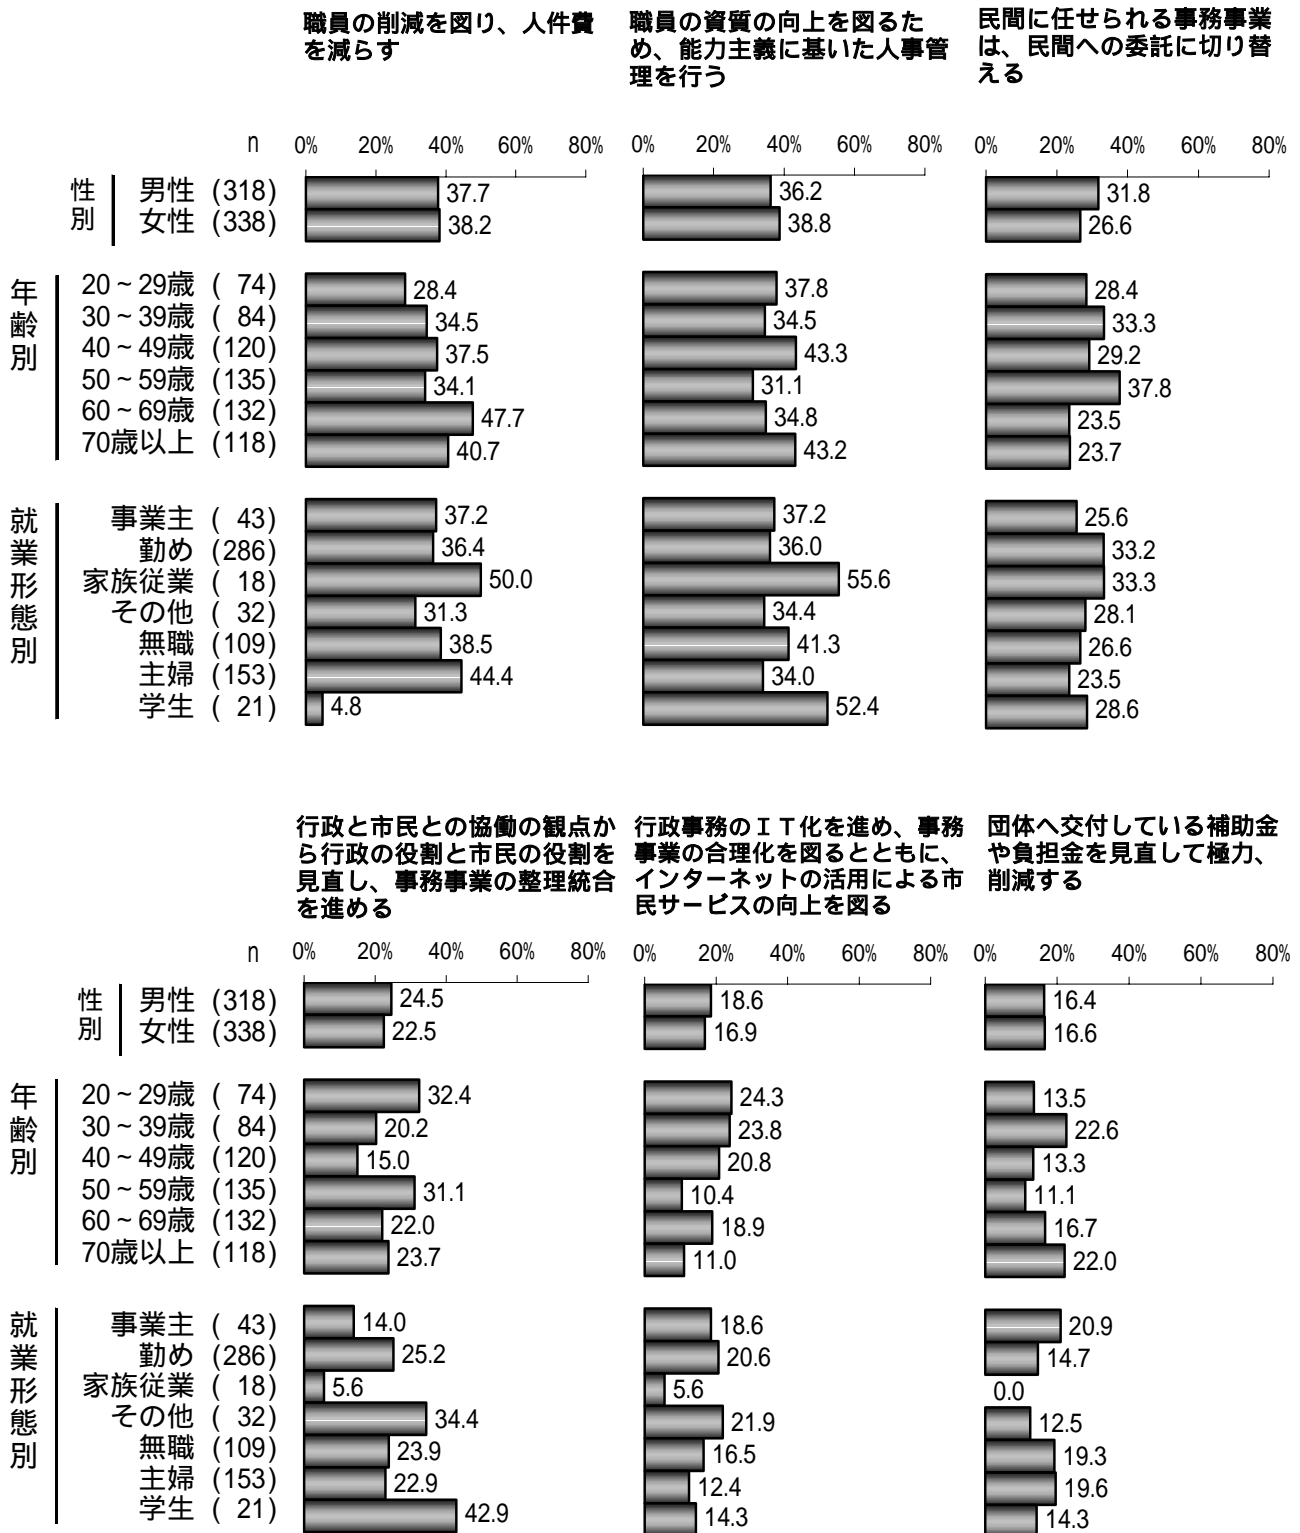 職員の削減を図り、人件費
を減らす
職員の資質の向上を図るた
め、能力主義に基いた人事管
理を行う
民間に任せられる事務事業
は、民間への委託に切り替
える
n 0% 20% 40% 60% 80% 0% 20% 40% 60% 80% 0% 20% 40% 60% 80%
性別
男性 (318) 37.7 36.2 31.8
女性 (338) 38.2 38.8 26.6
年齢別
20～29歳 ( 74) 28.4 37.8 28.4
30～39歳 ( 84) 34.5 34.5 33.3
40～49歳 (120) 37.5 43.3 29.2
50～59歳 (135) 34.1 31.1 37.8
60～69歳 (132) 47.7 34.8 23.5
70歳以上 (118) 40.7 43.2 23.7
就業形態別
事業主 ( 43) 37.2 37.2 25.6
勤め (286) 36.4 36.0 33.2
家族従業 ( 18) 50.0 55.6 33.3
その他 ( 32) 31.3 34.4 28.1
無職 (109) 38.5 41.3 26.6
主婦 (153) 44.4 34.0 23.5
学生 ( 21) 4.8 52.4 28.6
行政と市民との協働の観点か
ら行政の役割と市民の役割を
見直し、事務事業の整理統合
を進める
行政事務のＩＴ化を進め、事務
事業の合理化を図るとともに、
インターネットの活用による市
民サービスの向上を図る
団体へ交付している補助金
や負担金を見直して極力、
削減する
n 0% 20% 40% 60% 80% 0% 20% 40% 60% 80% 0% 20% 40% 60% 80%
性別
男性 (318) 24.5 18.6 16.4
女性 (338) 22.5 16.9 16.6
年齢別
20～29歳 ( 74) 32.4 24.3 13.5
30～39歳 ( 84) 20.2 23.8 22.6
40～49歳 (120) 15.0 20.8 13.3
50～59歳 (135) 31.1 10.4 11.1
60～69歳 (132) 22.0 18.9 16.7
70歳以上 (118) 23.7 11.0 22.0
就業形態別
事業主 ( 43) 14.0 18.6 20.9
勤め (286) 25.2 20.6 14.7
家族従業 ( 18) 5.6 5.6 0.0
その他 ( 32) 34.4 21.9 12.5
無職 (109) 23.9 16.5 19.3
主婦 (153) 22.9 12.4 19.6
学生 ( 21) 42.9 14.3 14.3